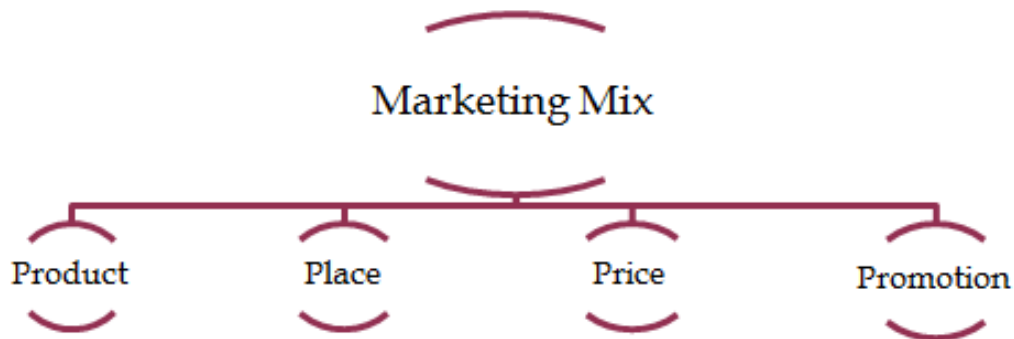 Marketing Mix
Product
Place
Price
Promotion